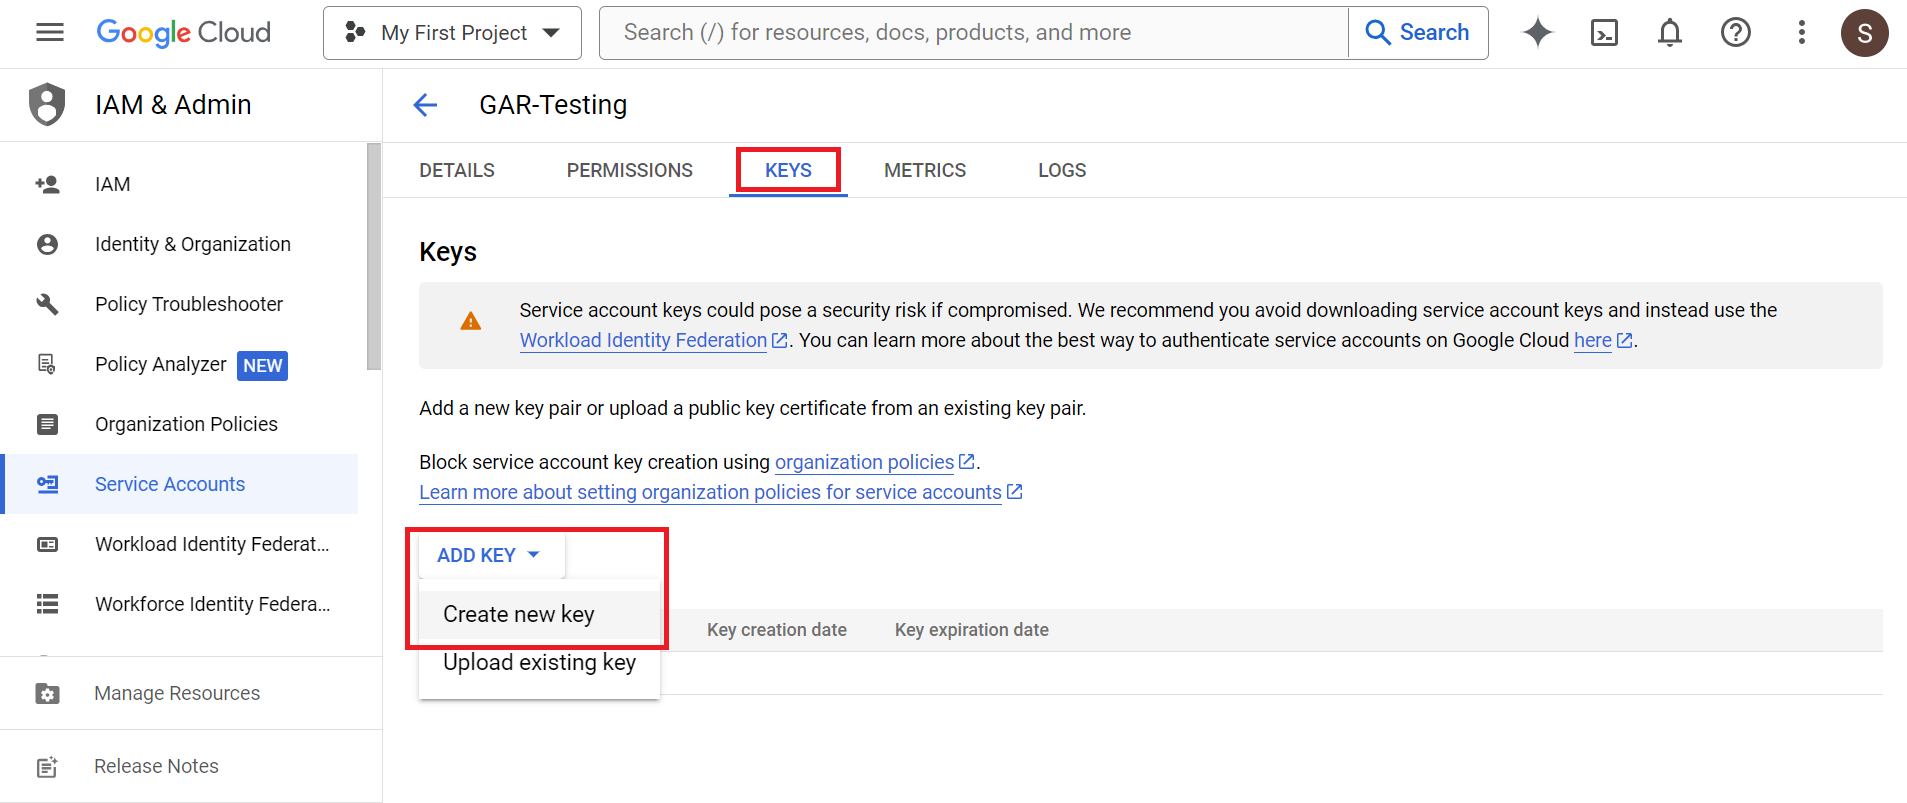 Google Cloud
My First Project
Search (/) for resources, docs, products, and more
Search
S
IAM & Admin
GAR-Testing
DETAILS
PERMISSIONS
KEYS
METRICS
LOGS
IAM
Identity & Organization
Policy Troubleshooter
Policy Analyzer NEW
Organization Policies
Service Accounts
Workload Identity Federat...
Workforce Identity Federa...
Manage Resources
Release Notes
Keys
Service account keys could pose a security risk if compromised. We recommend you avoid downloading service account keys and instead use the
Workload Identity Federation. You can learn more about the best way to authenticate service accounts on Google Cloud here.
Add a new key pair or upload a public key certificate from an existing key pair.
Block service account key creation using organization policies.
Learn more about setting organization policies for service accounts
ADD KEY
Create new key
Upload existing key
Key creation date
Key expiration date